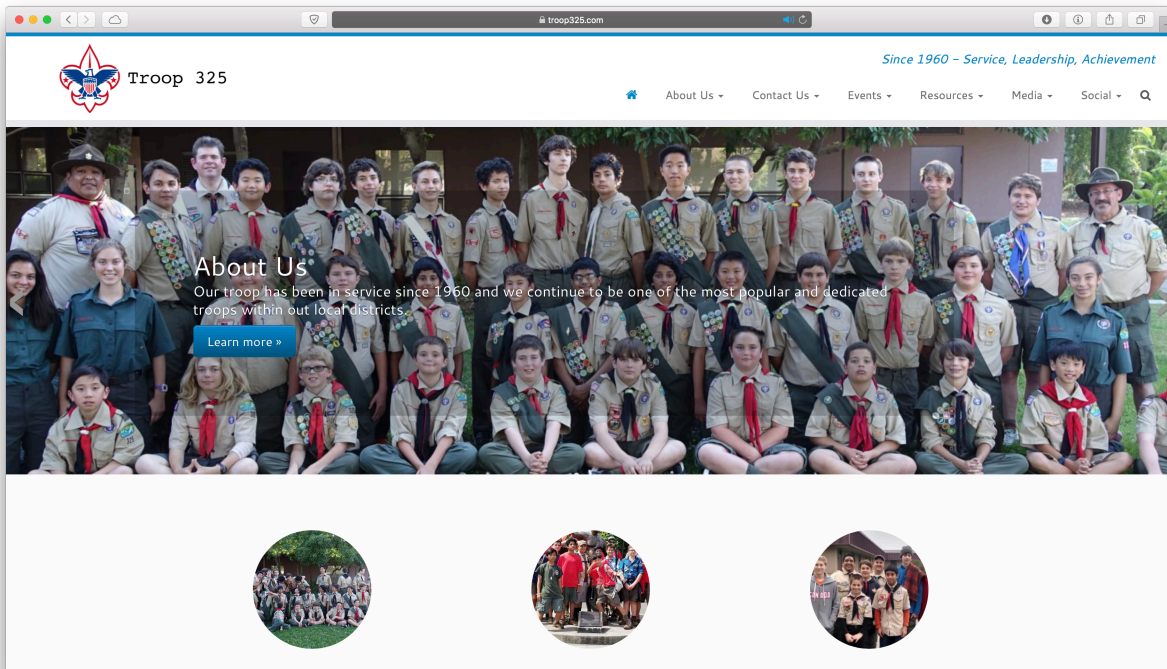 troop325.com
Since 1960 – Service, Leadership, Achievement
Troop 325
About Us
Contact Us
Events
Resources
Media
Social
About Us
Our troop has been in service since 1960 and we continue to be one of the most popular and dedicated
troops within out local districts.
Learn more »